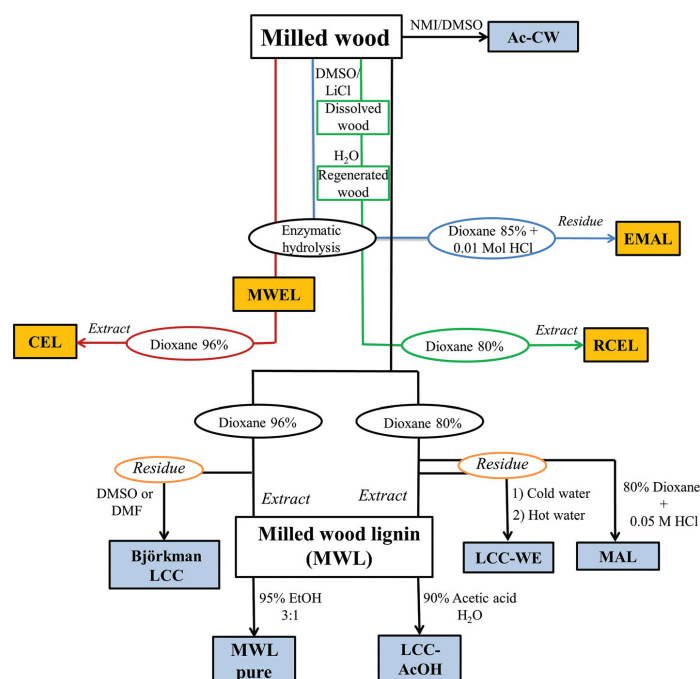 Milled wood
NMI/DMSO
Ac-CW
DMSO/
LiCl
Dissolved
wood
H₂O
Regenerated
wood
Enzymatic
hydrolysis
Dioxane 85% +
0.01 Mol HCl
Residue
EMAL
MWEL
CEL
Extract
Dioxane 96%
Dioxane 80%
Extract
RCEL
Dioxane 96%
Dioxane 80%
Residue
DMSO or
DMF
Extract
Extract
Residue
1) Cold water
2) Hot water
80% Dioxane
+
0.05 M HCl
Björkman
LCC
Milled wood lignin
(MWL)
LCC-WE
MAL
95% EtOH
3:1
90% Acetic acid
H₂O
MWL
pure
LCC-
AcOH